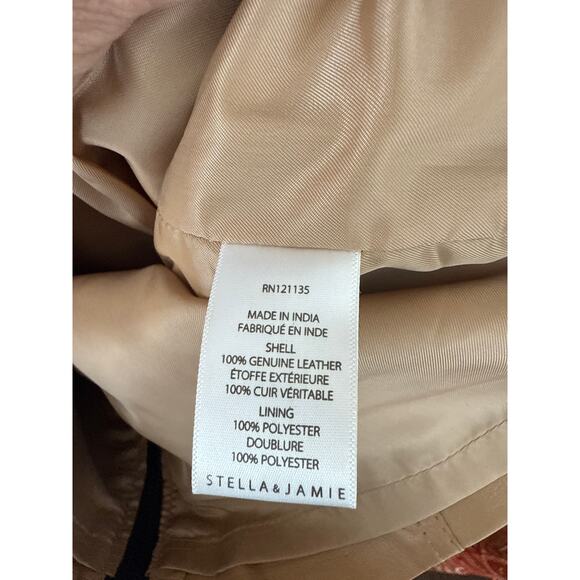 RN121135
MADE IN INDIA
FABRIQUÉ EN INDE
SHELL
100% GENUINE LEATHER
ÉTOFFE EXTÉRIEURE
100% CUIR VÉRITABLE
LINING
100% POLYESTER
DOUBLURE
100% POLYESTER
STELLA & JAMIE